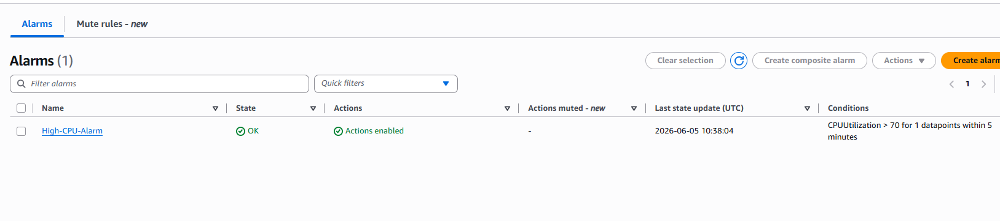 Alarms Mute rules - new
Alarms (1) Clear selection Create composite alarm Actions Create alarm
Filter alarms Quick filters 1
Name State Actions Actions muted - new Last state update (UTC) Conditions
High-CPU-Alarm OK Actions enabled - 2026-06-05 10:38:04 CPUUtilization > 70 for 1 datapoints within 5
minutes